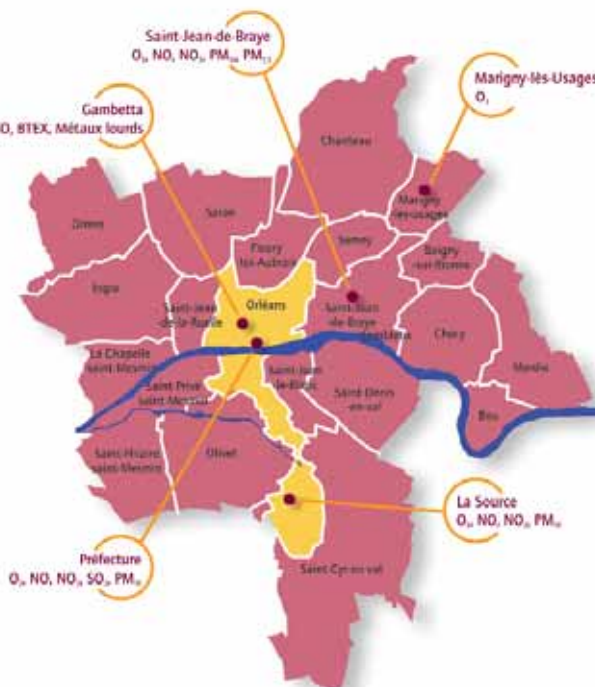 Saint-Jean-de-Braye
O₃, NO, NO₂, PM₁₀, PM₂,₅
Marigny-lès-Usages
O₃
Gambetta
O, BTEX, Métaux lourds
Chanteau
Marigny
-les-usages
Saran
Ormes
Fleury
les-Aubrais
Semoy
Boigny
-sur-Bionne
Ingré
Orléans
Saint-Jean
de-la-Ruelle
Saint-Jean
de-Braye
Combleux
Chécy
Mardié
La Chapelle
saint-Mesmin
Saint Privé
saint-Mesmin
Saint-Jean
le-Blanc
Saint-Denis
en-val
Bou
Saint-Hilaire
saint-Mesmin
Olivet
La Source
O₃, NO, NO₂, PM₁₀
Préfecture
O₃, NO, NO₂, SO₂, PM₁₀
Saint-Cyr-en-val